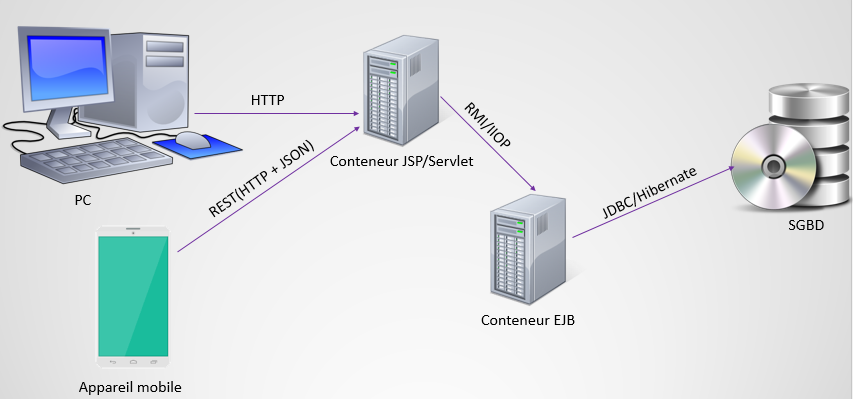 HTTP
RMI/IIOP
Conteneur JSP/Servlet
REST(HTTP + JSON)
JDBC/Hibernate
PC
SGBD
Conteneur EJB
Appareil mobile